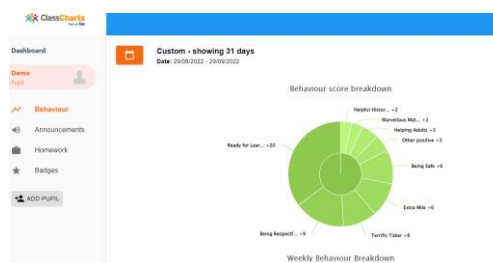 ClassCharts
Dashboard
Demo
Pupil
Behaviour
Announcements
Homework
Badges
ADD PUPIL
Custom - showing 31 days
Date: 29/08/2022 - 29/09/2022
Behaviour score breakdown
Helpful Histor... +2
Marvellous Mat... +2
Helping Adults +3
Other positive +3
Being Safe +6
Extra Mile +6
Terrific Tidier +6
Being Respectf... +9
Ready for Lear... +20
Weekly Behaviour Breakdown